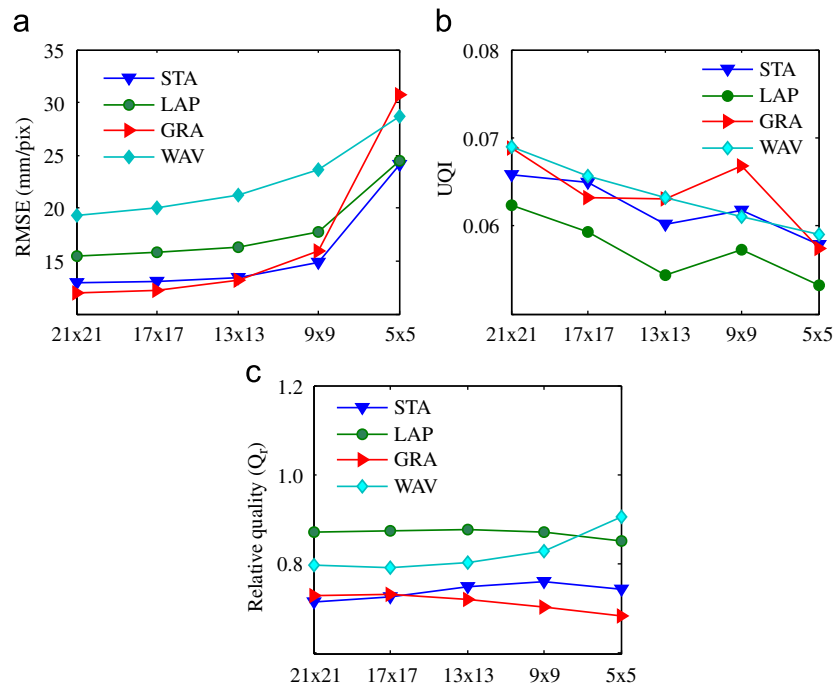 a
RMSE (mm/pix)
35
30
25
20
15
STA
LAP
GRA
WAV
21x21 17x17 13x13 9x9 5x5
b
UQI
0.08
0.07
0.06
STA
LAP
GRA
WAV
21x21 17x17 13x13 9x9 5x5
c
Relative quality (Qr)
1.2
1.0
0.8
STA
LAP
GRA
WAV
21x21 17x17 13x13 9x9 5x5